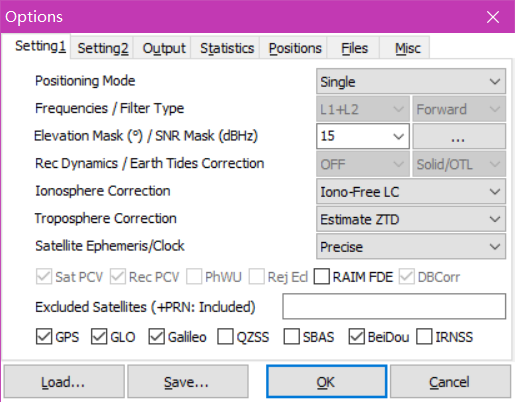 Options
Setting1 Setting2 Output Statistics Positions Files Misc
Positioning Mode Single
Frequencies / Filter Type L1+L2 Forward
Elevation Mask (°) / SNR Mask (dBHz) 15 ...
Rec Dynamics / Earth Tides Correction OFF Solid/OTL
Ionosphere Correction Iono-Free LC
Troposphere Correction Estimate ZTD
Satellite Ephemeris/Clock Precise
Sat PCV Rec PCV PhWU Rej Ecl RAIM FDE DBCorr
Excluded Satellites (+PRN: Included)
GPS GLO Galileo QZSS SBAS BeiDou IRNSS
Load... Save... OK Cancel